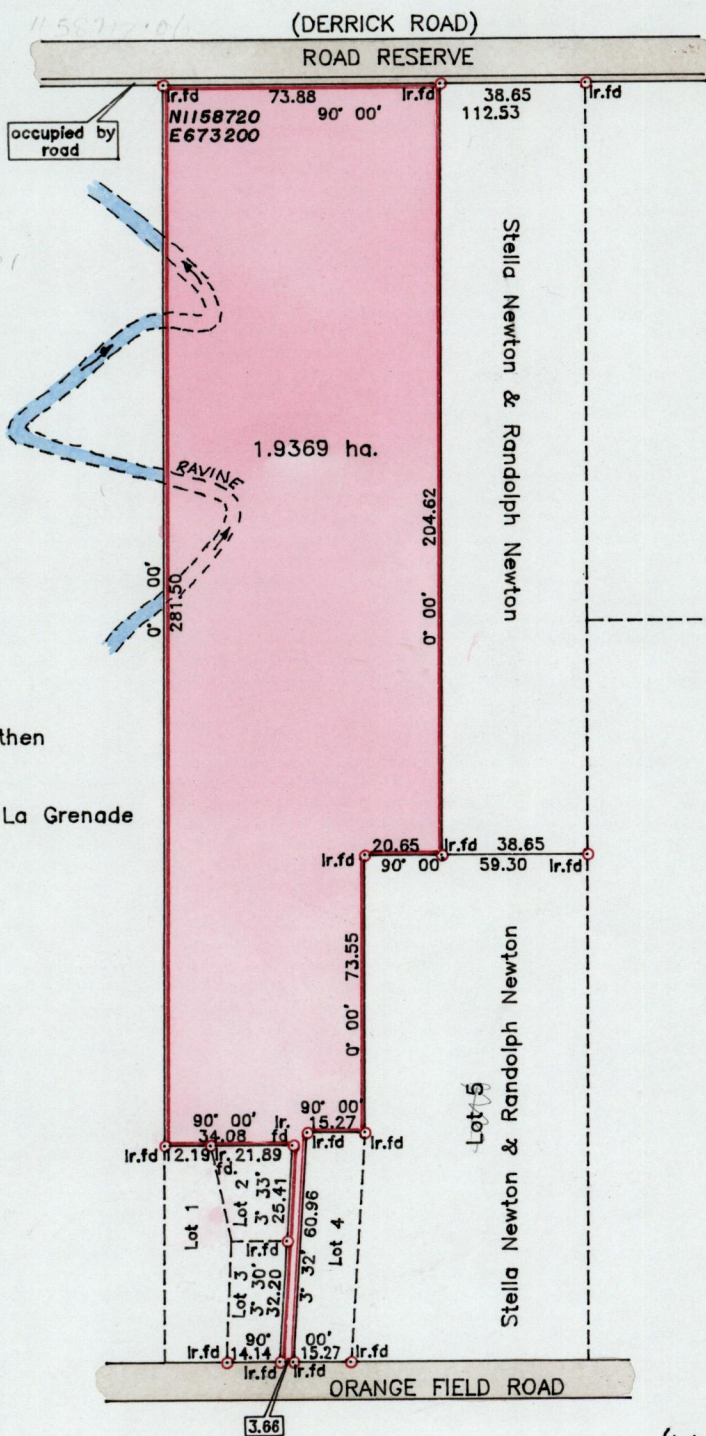 (DERRICK ROAD)
ROAD RESERVE
Ir.fd
73.88
Ir.fd
38.65
Ir.fd
112.53
N1158720
90° 00'
E673200
occupied by
road
Stella Newton & Randolph Newton
1.9369 ha.
RAVINE
204.62
0° 00'
0° 00'
281.50
then
La Grenade
20.65
Ir.fd
38.65
Ir.fd
90° 00'
59.30
Ir.fd
73.55
0° 00'
Lot 5
Stella Newton & Randolph Newton
90° 00'
34.08
Ir.
fd
90° 00'
15.27
Ir.fd
Ir.fd
Ir.fd
12.19
Ir.
fd.
21.89
Lot 1
Lot 2
3° 33'
25.41
60.96
3° 32'
Lot 4
Ir.fd
Lot 3
3° 30'
32.20
90° 00'
Ir.fd
14.14
15.27
Ir.fd
Ir.fd
Ir.fd
ORANGE FIELD ROAD
3.66